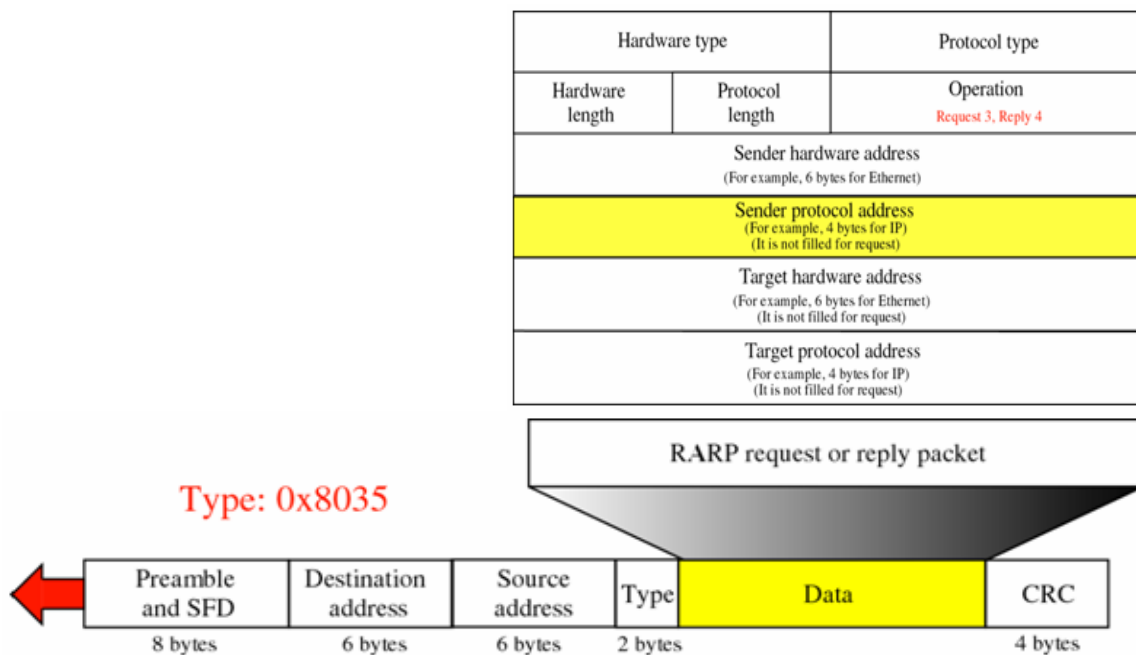 Hardware type Protocol type
Hardware length Protocol length Operation
Request 3, Reply 4
Sender hardware address
(For example, 6 bytes for Ethernet)
Sender protocol address
(For example, 4 bytes for IP)
(It is not filled for request)
Target hardware address
(For example, 6 bytes for Ethernet)
(It is not filled for request)
Target protocol address
(For example, 4 bytes for IP)
(It is not filled for request)
RARP request or reply packet
Type: 0x8035
Preamble and SFD Destination address Source address Type Data CRC
8 bytes 6 bytes 6 bytes 2 bytes 4 bytes